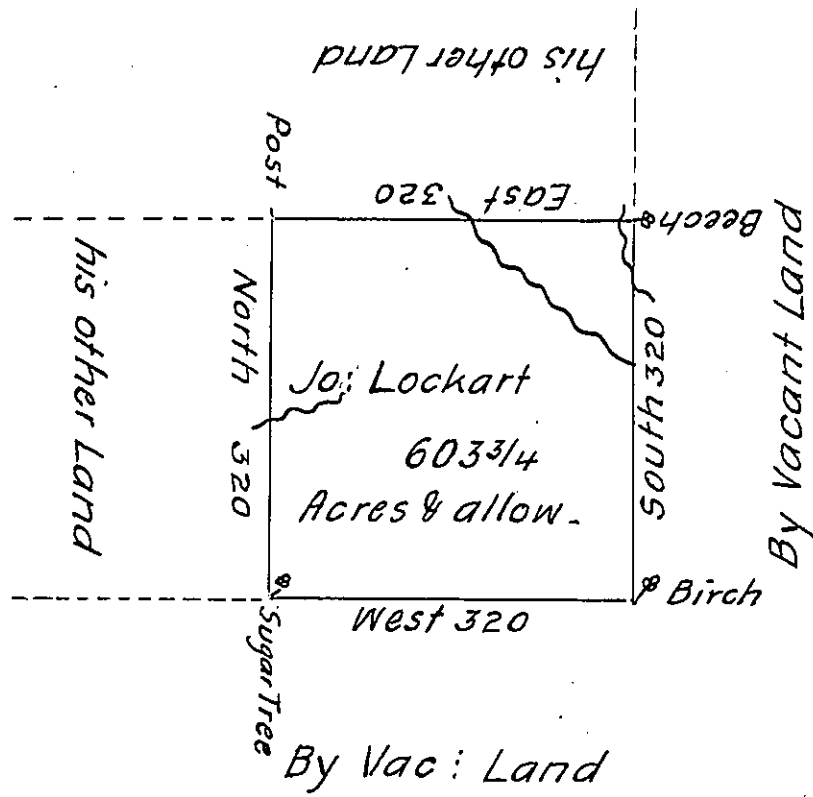 his other Land
Post
East 320
Beech
his other Land
North 320
Jo: Lockart
603 3/4
Acres & allow-
South 320
By Vacant Land
Sugar Tree
West 320
Birch
By Vac: Land